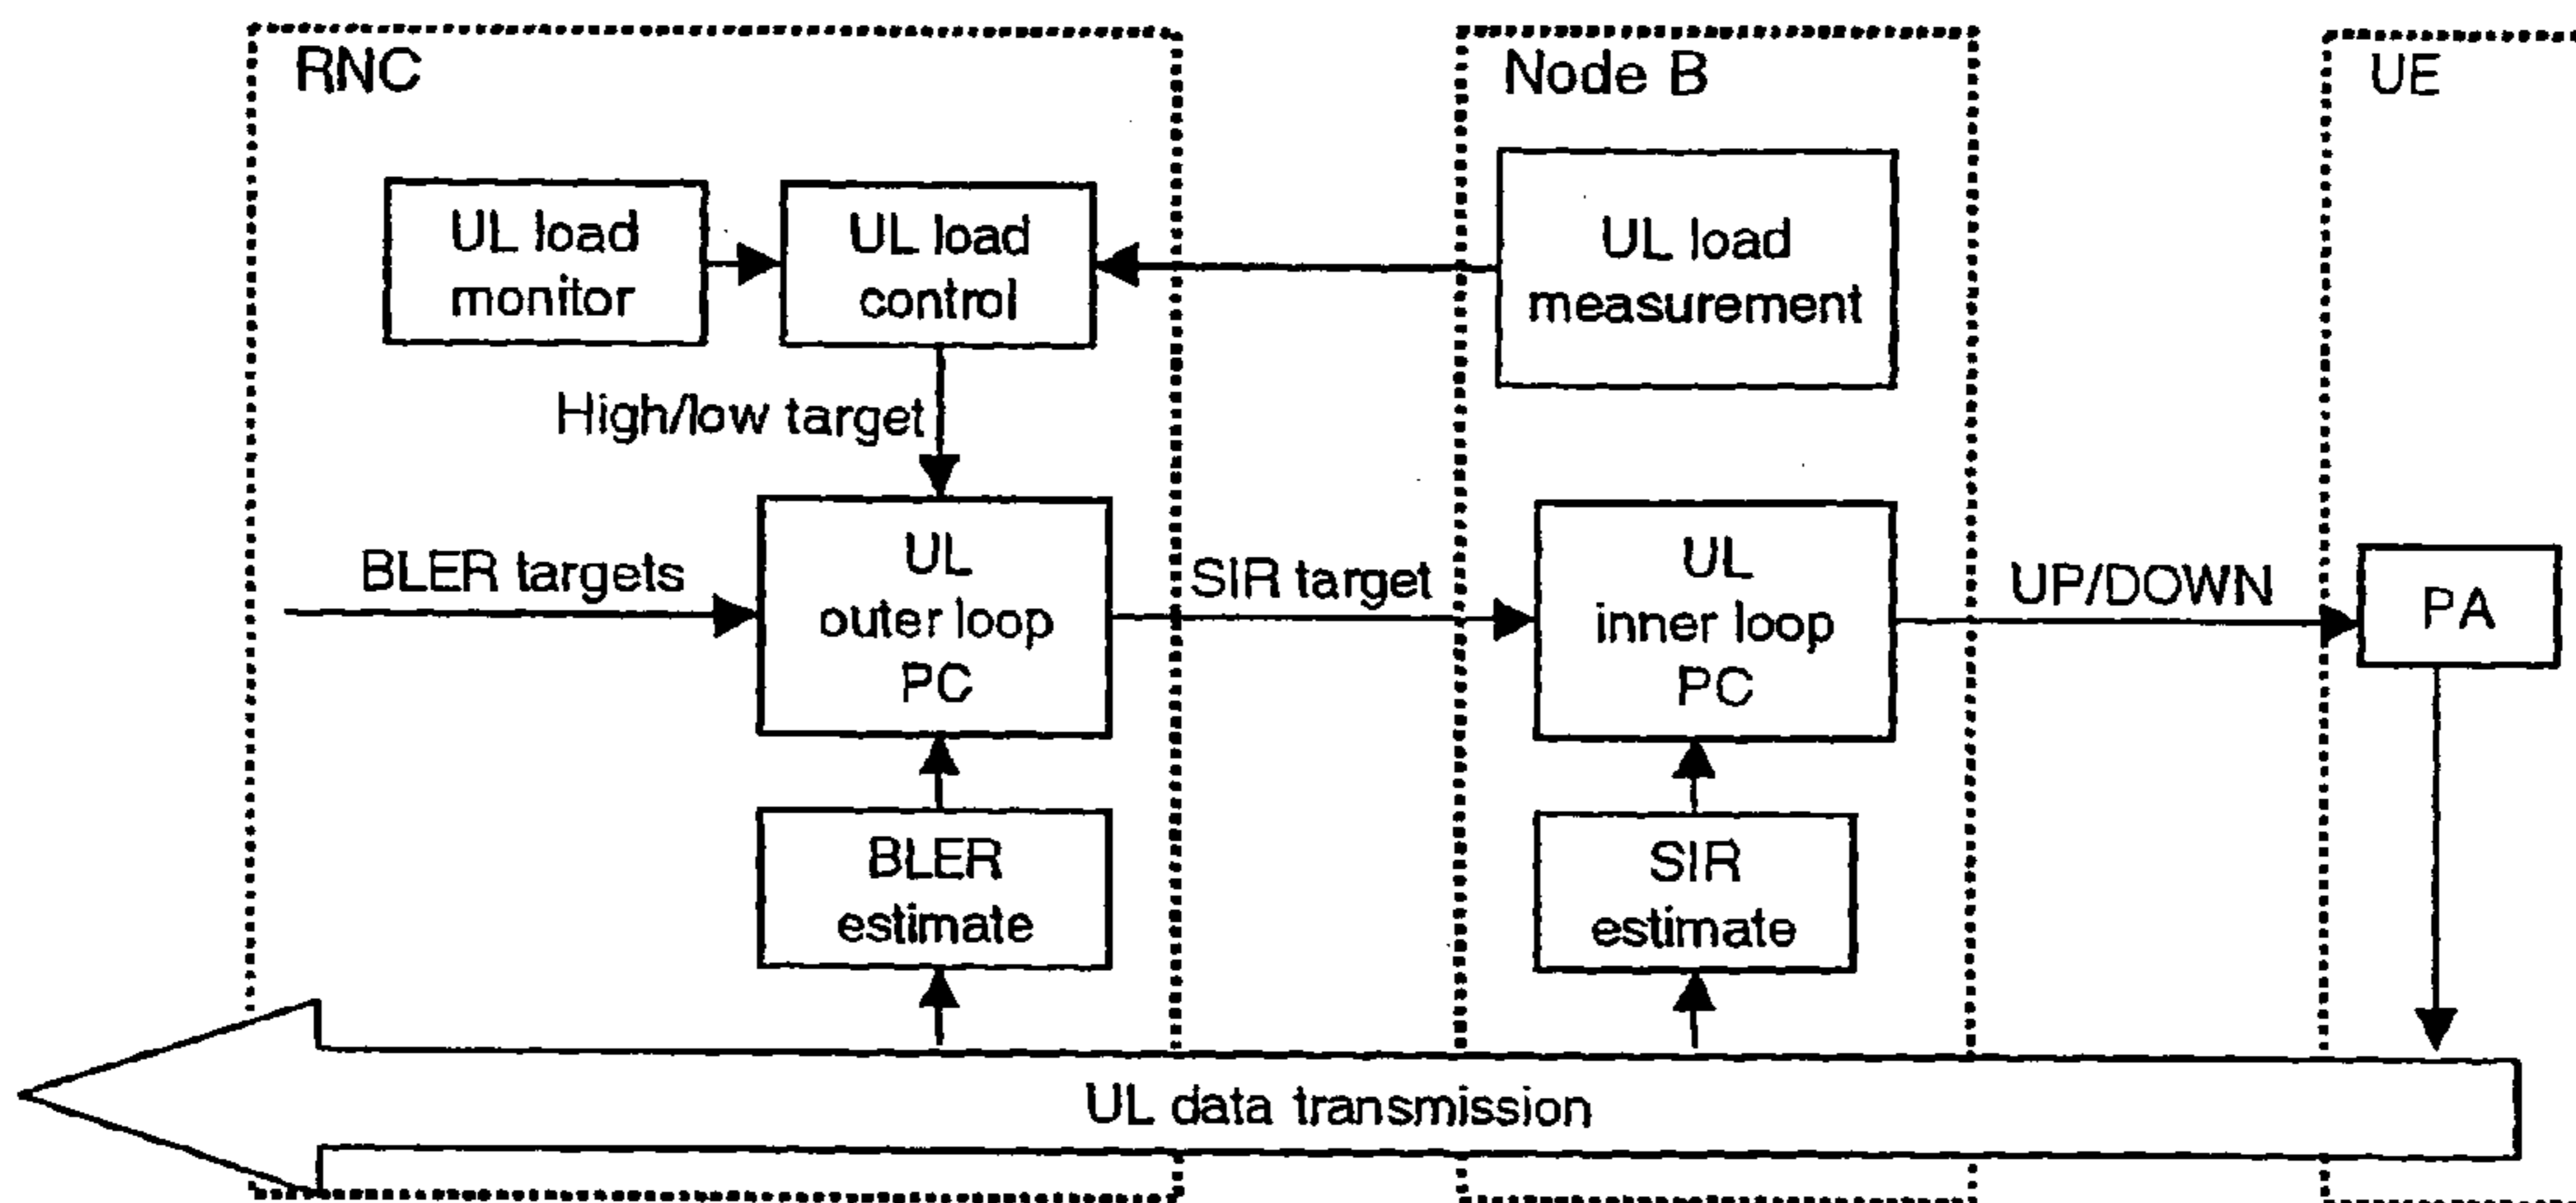 RNC
Node B
UE
UL load
monitor
UL load
control
UL load
measurement
High/low target
BLER targets
UL
outer loop
PC
SIR target
UL
inner loop
PC
UP/DOWN
PA
BLER
estimate
SIR
estimate
UL data transmission